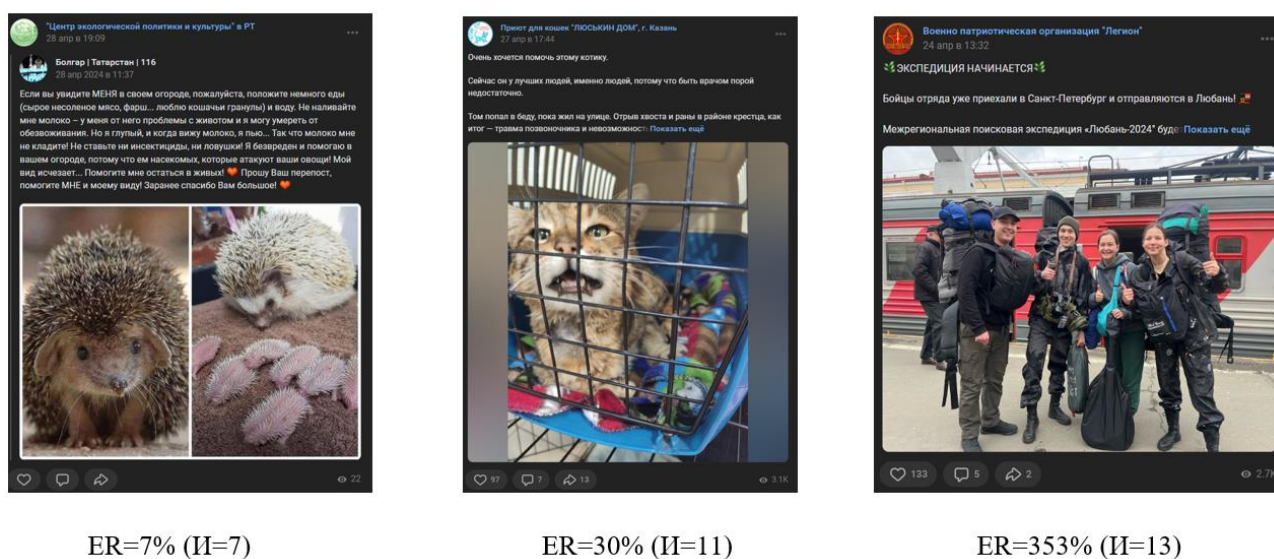 "Центр экологической политики и культуры" в РТ
28 апр в 19:09
Болгар | Татарстан | 116
28 апр 2024 в 11:37
Если вы увидите МЕНЯ в своем огороде, пожалуйста, положите немного еды
(сырое несоленое мясо, фарш... люблю кошачьи гранулы) и воду. Не наливайте
мне молоко – у меня от него проблемы с животом и я могу умереть от
обезвоживания. Но я глупый, и когда вижу молоко, я пью... Так что молоко мне
не кладите! Не ставьте ни инсектициды, ни ловушки! Я безвреден и помогаю в
вашем огороде, потому что ем насекомых, которые атакуют ваши овощи! Мой
вид исчезает... Помогите мне остаться в живых! ❤️ Прошу Ваш перепост,
помогите МНЕ и моему виду! Заранее спасибо Вам большое! ❤️
22
ER=7% (И=7)
Приют для кошек "ЛЮСЬКИН ДОМ", г. Казань
27 апр в 17:44
Очень хочется помочь этому котику.
Сейчас он у лучших людей, именно людей, потому что быть врачом порой
недостаточно.
Том попал в беду, пока жил на улице. Отрыв хвоста и раны в районе крестца, как
итог — травма позвоночника и невозможност: Показать ещё
97 7 13 3.1K
ER=30% (И=11)
Военно патриотическая организация "Легион"
24 апр в 13:32
🌿ЭКСПЕДИЦИЯ НАЧИНАЕТСЯ🌿
Бойцы отряда уже приехали в Санкт-Петербург и отправляются в Любань! 🚂
Межрегиональная поисковая экспедиция «Любань-2024" буде Показать ещё
133 5 2 2.7K
ER=353% (И=13)